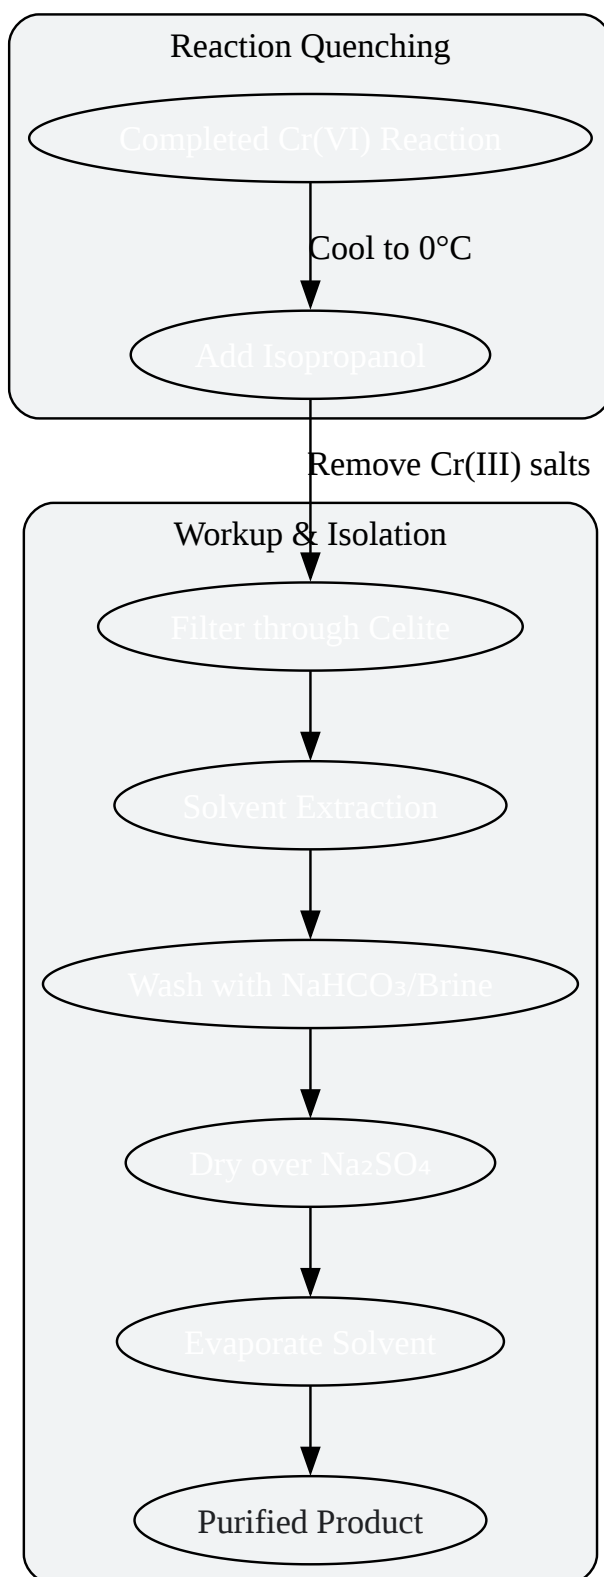 Reaction Quenching
Completed Cr(VI) Reaction
Cool to 0°C
Add Isopropanol
Remove Cr(III) salts
Workup & Isolation
Filter through Celite
Solvent Extraction
Wash with NaHCO₃/Brine
Dry over Na₂SO₄
Evaporate Solvent
Purified Product